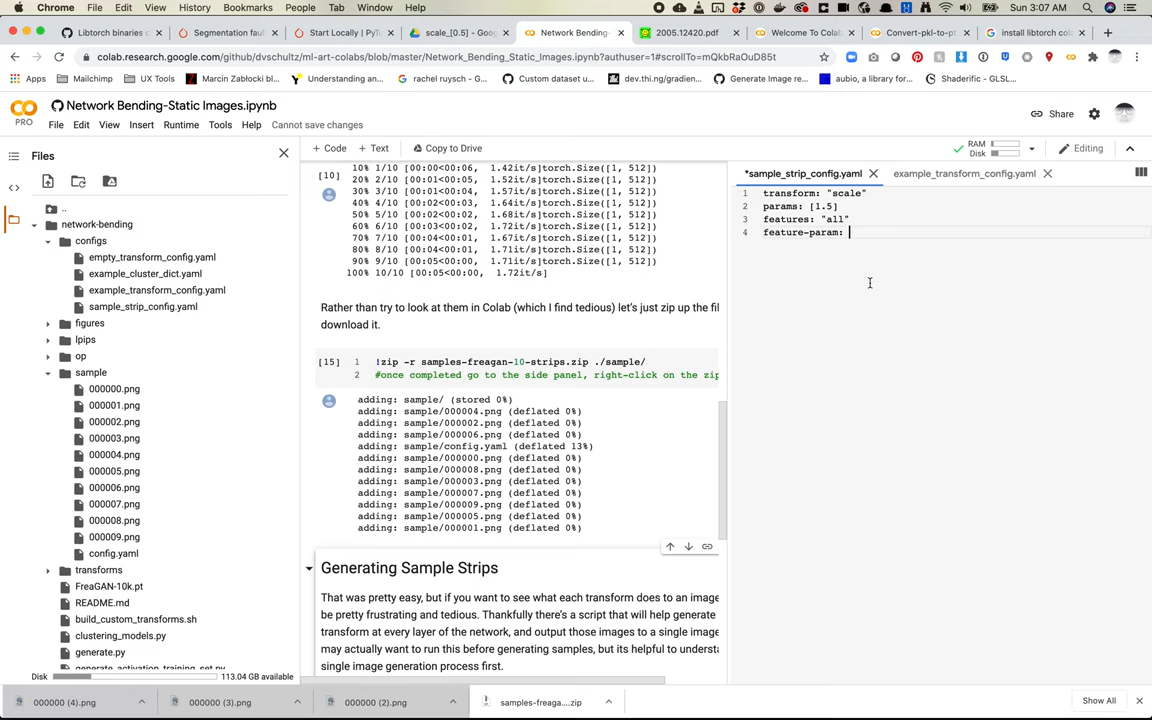 Chrome File Edit View History Bookmarks People Tab Window Help Sun 3:07 AM
Libtorch binaries c
Segmentation faul
Start Locally | PyT
scale_[0.5] - Goog
Network Bending-
2005.12420.pdf
Welcome To Colab
Convert-pkl-to-pt
install libtorch col
colab.research.google.com/github/dvschultz/ml-art-colabs/blob/master/Network_Bending_Static_Images.ipynb?authuser=1#scrollTo=mQkbRaOuD85t
Apps Mailchimp UX Tools Marcin Zabłocki bl... Understanding an... rachel ruysch - G... Custom dataset u... dev.thi.ng/gradien... Generate Image re... aubio, a library for... Shaderific - GLSL...
CO
PRO
Network Bending-Static Images.ipynb
File Edit View Insert Runtime Tools Help Cannot save changes
Share
Files
+ Code + Text Copy to Drive
RAM
Disk
Editing
..
network-bending
configs
empty_transform_config.yaml
example_cluster_dict.yaml
example_transform_config.yaml
sample_strip_config.yaml
figures
lpips
op
sample
000000.png
000001.png
000002.png
000003.png
000004.png
000005.png
000006.png
000007.png
000008.png
000009.png
config.yaml
transforms
FreaGAN-10k.pt
README.md
build_custom_transforms.sh
clustering_models.py
generate.py
generate_activation_training_set.py
Disk 113.04 GB available
[10]
10% 1/10 [00:00<00:06, 1.42it/s]torch.Size([1, 512])
20% 2/10 [00:01<00:05, 1.52it/s]torch.Size([1, 512])
30% 3/10 [00:01<00:04, 1.57it/s]torch.Size([1, 512])
40% 4/10 [00:02<00:03, 1.64it/s]torch.Size([1, 512])
50% 5/10 [00:02<00:02, 1.68it/s]torch.Size([1, 512])
60% 6/10 [00:03<00:02, 1.72it/s]torch.Size([1, 512])
70% 7/10 [00:04<00:01, 1.67it/s]torch.Size([1, 512])
80% 8/10 [00:04<00:01, 1.71it/s]torch.Size([1, 512])
90% 9/10 [00:05<00:00, 1.71it/s]torch.Size([1, 512])
100% 10/10 [00:05<00:00, 1.72it/s]
Rather than try to look at them in Colab (which I find tedious) let's just zip up the fil
download it.
[15] 1 !zip -r samples-freagan-10-strips.zip ./sample/
2 #once completed go to the side panel, right-click on the zip
adding: sample/ (stored 0%)
adding: sample/000004.png (deflated 0%)
adding: sample/000002.png (deflated 0%)
adding: sample/000006.png (deflated 0%)
adding: sample/config.yaml (deflated 13%)
adding: sample/000000.png (deflated 0%)
adding: sample/000008.png (deflated 0%)
adding: sample/000003.png (deflated 0%)
adding: sample/000007.png (deflated 0%)
adding: sample/000009.png (deflated 0%)
adding: sample/000005.png (deflated 0%)
adding: sample/000001.png (deflated 0%)
Generating Sample Strips
That was pretty easy, but if you want to see what each transform does to an image
be pretty frustrating and tedious. Thankfully there's a script that will help generate
transform at every layer of the network, and output those images to a single image
may actually want to run this before generating samples, but its helpful to understa
single image generation process first.
*sample_strip_config.yaml example_transform_config.yaml
1 transform: "scale"
2 params: [1.5]
3 features: "all"
4 feature-param:
000000 (4).png
000000 (3).png
000000 (2).png
samples-freaga....zip
Show All